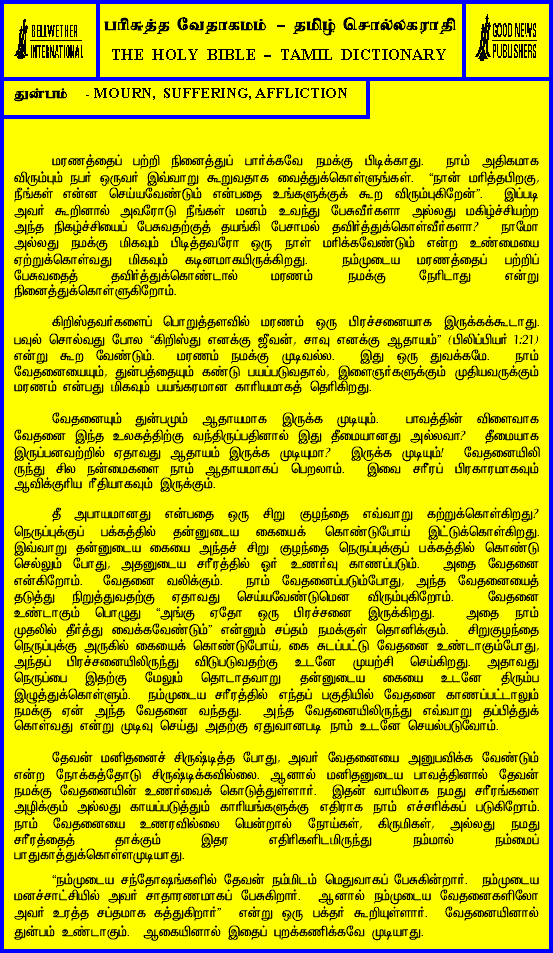 BELLWETHER
INTERNATIONAL
பரிசுத்த வேதாகமம் – தமிழ் சொல்லகராதி
THE HOLY BIBLE – TAMIL DICTIONARY
GOOD NEWS
PUBLISHERS
துன்பம் - MOURN, SUFFERING, AFFLICTION
மரணத்தைப் பற்றி நினைத்துப் பார்க்கவே நமக்கு பிடிக்காது. நாம் அதிகமாக
விரும்பும் நபர் ஒருவர் இவ்வாறு கூறுவதாக வைத்துக்கொள்ளுங்கள். “நான் மரித்தபிறகு,
நீங்கள் என்ன செய்யவேண்டும் என்பதை உங்களுக்குக் கூற விரும்புகிறேன்”. இப்படி
அவர் கூறினால் அவரோடு நீங்கள் மனம் உவந்து பேசுவீர்களா அல்லது மகிழ்ச்சியற்ற
அந்த நிகழ்ச்சியைப் பேசுவதற்குத் தயங்கி பேசாமல் தவிர்த்துக்கொள்வீர்களா? நாமோ
அல்லது நமக்கு மிகவும் பிடித்தவரோ ஒரு நாள் மரிக்கவேண்டும் என்ற உண்மையை
ஏற்றுக்கொள்வது மிகவும் கடினமாகயிருக்கிறது. நம்முடைய மரணத்தைப் பற்றிப்
பேசுவதைத் தவிர்த்துக்கொண்டால் மரணம் நமக்கு நேரிடாது என்று
நினைத்துக்கொள்ளுகிறோம்.
கிறிஸ்தவர்களைப் பொறுத்தளவில் மரணம் ஒரு பிரச்சனையாக இருக்கக்கூடாது.
பவுல் சொல்வது போல “கிறிஸ்து எனக்கு ஜீவன், சாவு எனக்கு ஆதாயம்” (பிலிப்பியர் 1:21)
என்று கூற வேண்டும். மரணம் நமக்கு முடிவல்ல. இது ஒரு துவக்கமே. நாம்
வேதனையையும், துன்பத்தையும் கண்டு பயப்படுவதால், இளைஞர்களுக்கும் முதியவருக்கும்
மரணம் என்பது மிகவும் பயங்கரமான காரியமாகத் தெரிகிறது.
வேதனையும் துன்பமும் ஆதாயமாக இருக்க முடியும். பாவத்தின் விளைவாக
வேதனை இந்த உலகத்திற்கு வந்திருப்பதினால் இது தீமையானது அல்லவா? தீமையாக
இருப்பனவற்றில் ஏதாவது ஆதாயம் இருக்க முடியுமா? இருக்க முடியும்! வேதனையிலி
ருந்து சில நன்மைகளை நாம் ஆதாயமாகப் பெறலாம். இவை சரீரப் பிரகாரமாகவும்
ஆவிக்குரிய ரீதியாகவும் இருக்கும்.
தீ அபாயமானது என்பதை ஒரு சிறு குழந்தை எவ்வாறு கற்றுக்கொள்கிறது?
நெருப்புக்குப் பக்கத்தில் தன்னுடைய கையைக் கொண்டுபோய் இட்டுக்கொள்கிறது.
இவ்வாறு தன்னுடைய கையை அந்தச் சிறு குழந்தை நெருப்புக்குப் பக்கத்தில் கொண்டு
செல்லும் போது, அதனுடைய சரீரத்தில் ஓர் உணர்வு காணப்படும். அதை வேதனை
என்கிறோம். வேதனை வலிக்கும். நாம் வேதனைப்படும்போது, அந்த வேதனையைத்
தடுத்து நிறுத்துவதற்கு ஏதாவது செய்யவேண்டுமென விரும்புகிறோம். வேதனை
உண்டாகும் பொழுது “அங்கு ஏதோ ஒரு பிரச்சனை இருக்கிறது. அதை நாம்
முதலில் தீர்த்து வைக்கவேண்டும்” என்னும் சப்தம் நமக்குள் தொனிக்கும். சிறுகுழந்தை
நெருப்புக்கு அருகில் கையைக் கொண்டுபோய், கை சுடப்பட்டு வேதனை உண்டாகும்போது,
அந்தப் பிரச்சனையிலிருந்து விடுபடுவதற்கு உடனே முயற்சி செய்கிறது. அதாவது
நெருப்பை இதற்கு மேலும் தொடாதவாறு தன்னுடைய கையை உடனே திரும்ப
இழுத்துக்கொள்ளும். நம்முடைய சரீரத்தில் எந்தப் பகுதியில் வேதனை காணப்பட்டாலும்
நமக்கு ஏன் அந்த வேதனை வந்தது. அந்த வேதனையிலிருந்து எவ்வாறு தப்பித்துக்
கொள்வது என்று முடிவு செய்து அதற்கு ஏதுவானபடி நாம் உடனே செயல்படுவோம்.
தேவன் மனிதனைச் சிருஷ்டித்த போது, அவர் வேதனையை அனுபவிக்க வேண்டும்
என்ற நோக்கத்தோடு சிருஷ்டிக்கவில்லை. ஆனால் மனிதனுடைய பாவத்தினால் தேவன்
நமக்கு வேதனையின் உணர்வைக் கொடுத்துள்ளார். இதன் வாயிலாக நமது சரீரங்களை
அழிக்கும் அல்லது காயப்படுத்தும் காரியங்களுக்கு எதிராக நாம் எச்சரிக்கப் படுகிறோம்.
நாம் வேதனையை உணரவில்லை யென்றால் நோய்கள், கிருமிகள், அல்லது நமது
சரீரத்தைத் தாக்கும் இதர எதிரிகளிடமிருந்து நம்மால் நம்மைப்
பாதுகாத்துக்கொள்ளமுடியாது.
“நம்முடைய சந்தோஷங்களில் தேவன் நம்மிடம் மெதுவாகப் பேசுகின்றார். நம்முடைய
மனச்சாட்சியில் அவர் சாதாரணமாகப் பேசுகிறார். ஆனால் நம்முடைய வேதனைகளிலோ
அவர் உரத்த சப்தமாக கத்துகிறார்” என்று ஒரு பக்தர் கூறியுள்ளார். வேதனையினால்
துன்பம் உண்டாகும். ஆகையினால் இதைப் புறக்கணிக்கவே முடியாது.